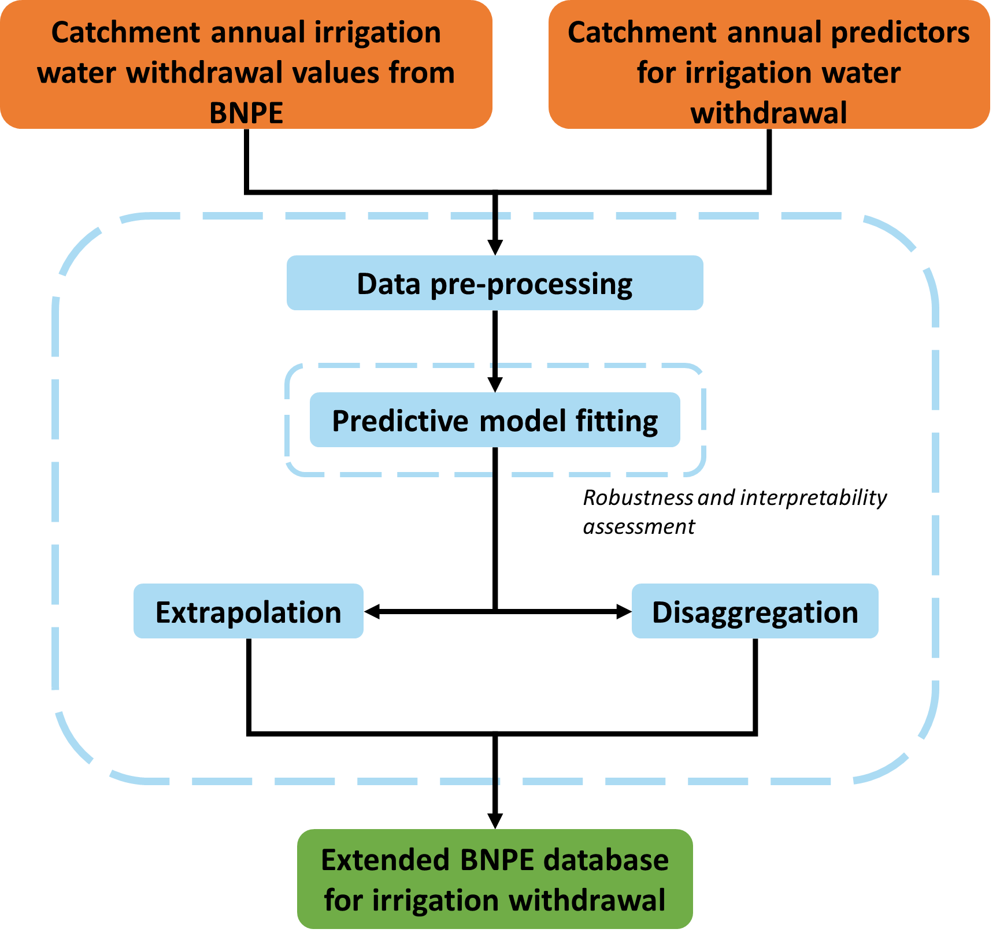 Catchment annual irrigation
water withdrawal values from
BNPE
Catchment annual predictors
for irrigation water
withdrawal
Data pre-processing
Predictive model fitting
Robustness and interpretability
assessment
Extrapolation
Disaggregation
Extended BNPE database
for irrigation withdrawal